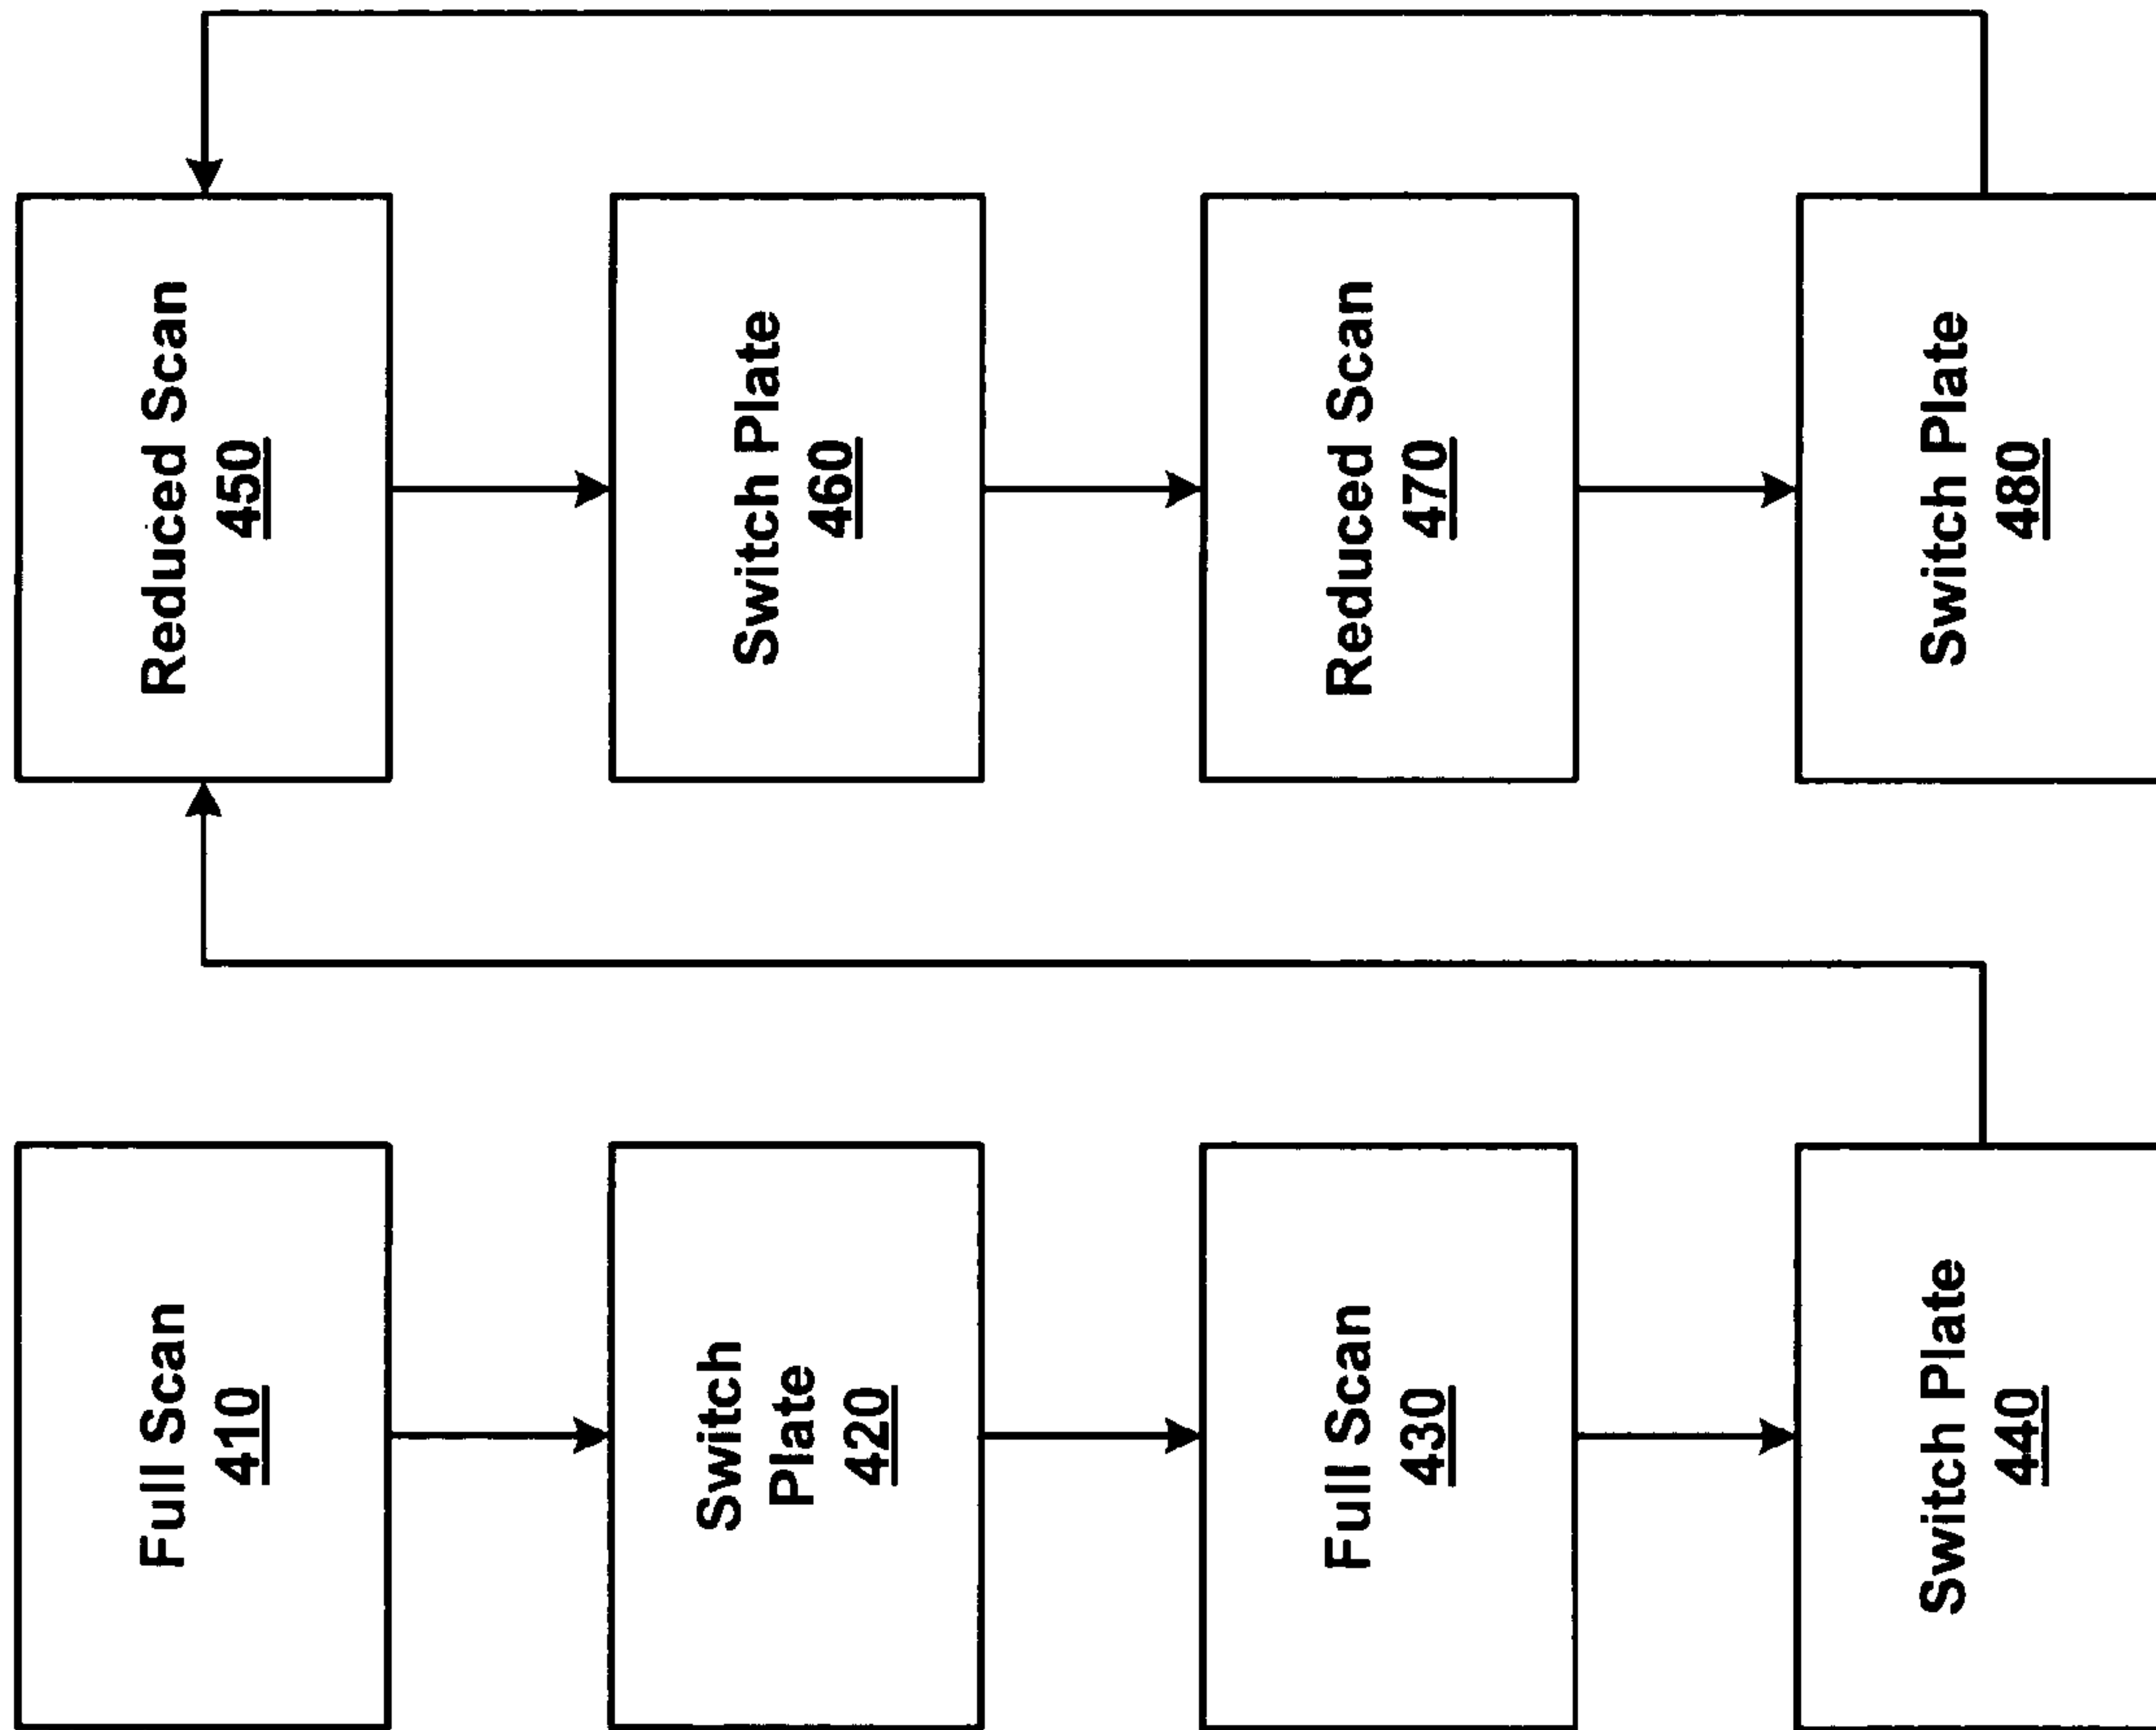 Full Scan
410
Switch
Plate
420
Full Scan
430
Switch Plate
440
Reduced Scan
450
Switch Plate
460
Reduced Scan
470
Switch Plate
480